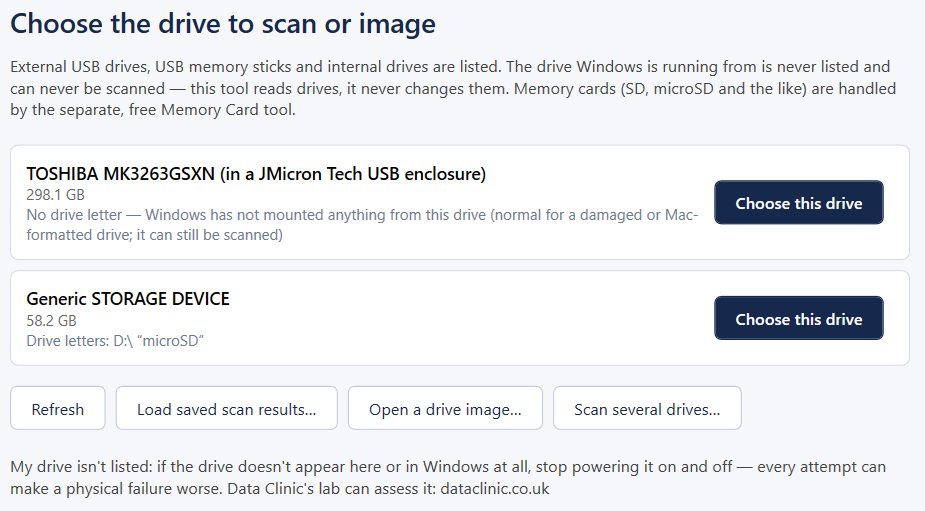 Choose the drive to scan or image
External USB drives, USB memory sticks and internal drives are listed. The drive Windows is running from is never listed and
can never be scanned — this tool reads drives, it never changes them. Memory cards (SD, microSD and the like) are handled
by the separate, free Memory Card tool.
TOSHIBA MK3263GSXN (in a JMicron Tech USB enclosure)
298.1 GB
No drive letter — Windows has not mounted anything from this drive (normal for a damaged or Mac-
formatted drive; it can still be scanned)
Choose this drive
Generic STORAGE DEVICE
58.2 GB
Drive letters: D:\ “microSD”
Choose this drive
Refresh
Load saved scan results...
Open a drive image...
Scan several drives...
My drive isn't listed: if the drive doesn't appear here or in Windows at all, stop powering it on and off — every attempt can
make a physical failure worse. Data Clinic's lab can assess it: dataclinic.co.uk